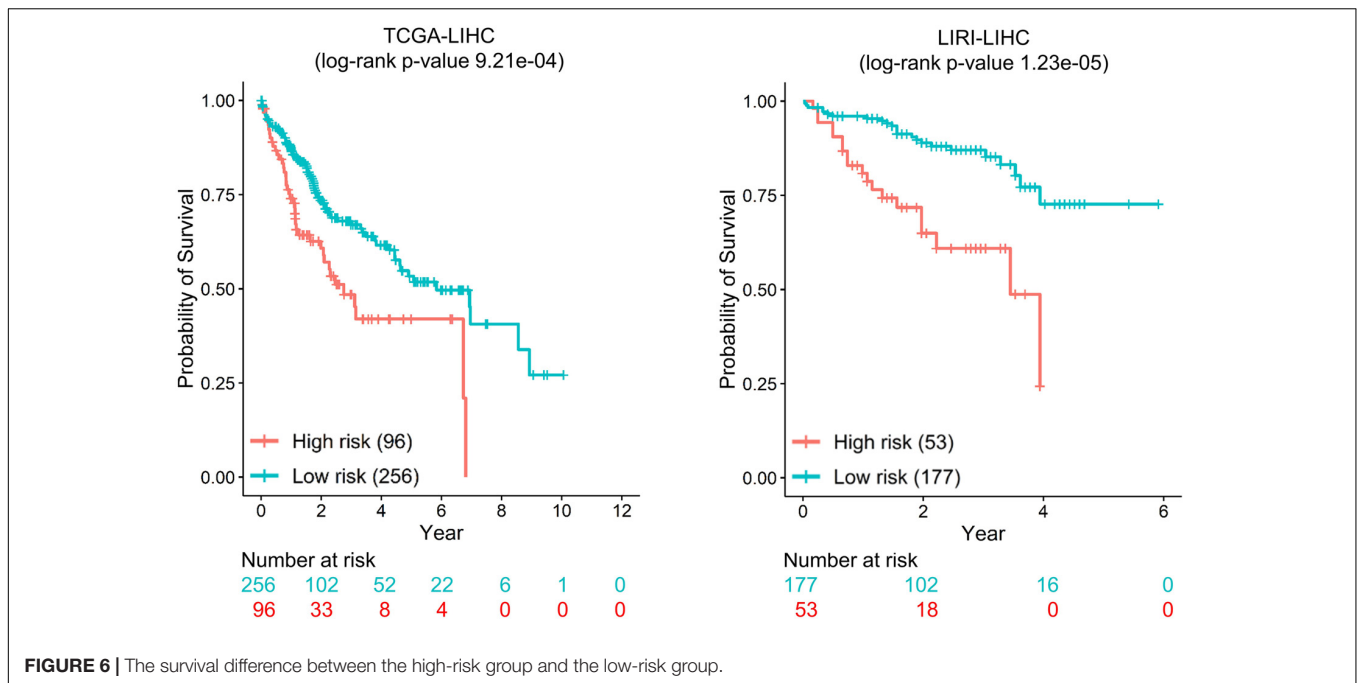 TCGA-LIHC
(log-rank p-value 9.21e-04)
Probability of Survival
1.00
0.75
0.50
0.25
0.00
High risk (96)
Low risk (256)
0 2 4 6 8 10 12
Year
Number at risk
256 102 52 22 6 1 0
96 33 8 4 0 0 0
LIRI-LIHC
(log-rank p-value 1.23e-05)
Probability of Survival
1.00
0.75
0.50
0.25
0.00
High risk (53)
Low risk (177)
0 2 4 6
Year
Number at risk
177 102 16 0
53 18 0 0
FIGURE 6 | The survival difference between the high-risk group and the low-risk group.